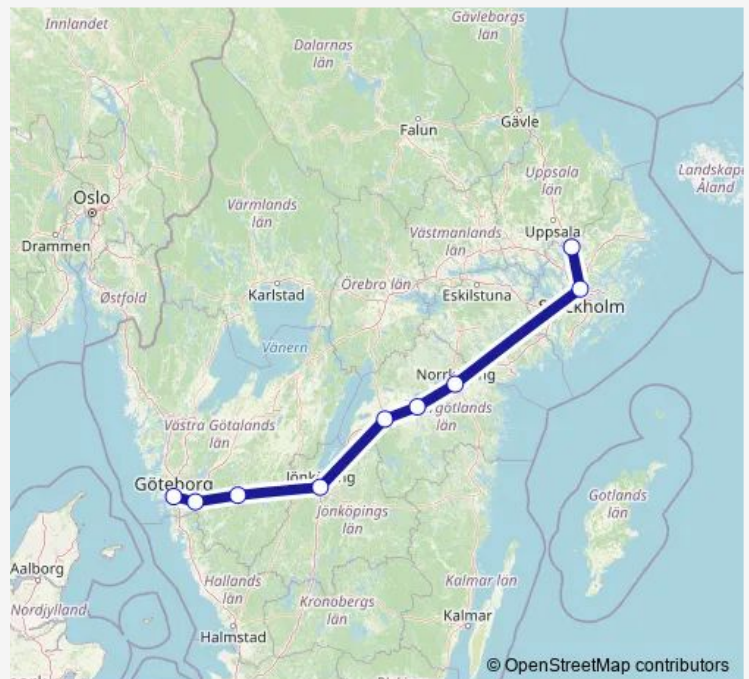 Innlandet
Gävleborgs
län
Dalarnas
län
Falun
Gävle
Uppsala
län
Landskap
Åland
Oslo
Värmlands
län
Västmanlands
län
Uppsala
Drammen
Østfold
Karlstad
Örebro län
Eskilstuna
Vänern
Västra Götalands
län
Göteborg
Jönköpings
län
Gotlands
län
Aalborg
Nordjylland
Hallands
län
Kronobergs
län
Kalmar län
Halmstad
Kalmar
© OpenStreetMap contributors